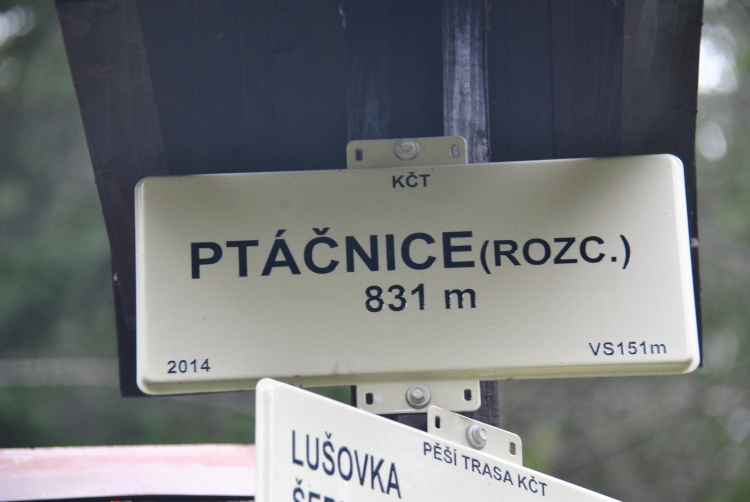 KČT
PTÁČNICE (ROZC.)
831 m
2014
VS151m
PĚŠÍ TRASA KČT
LUŠOVKA